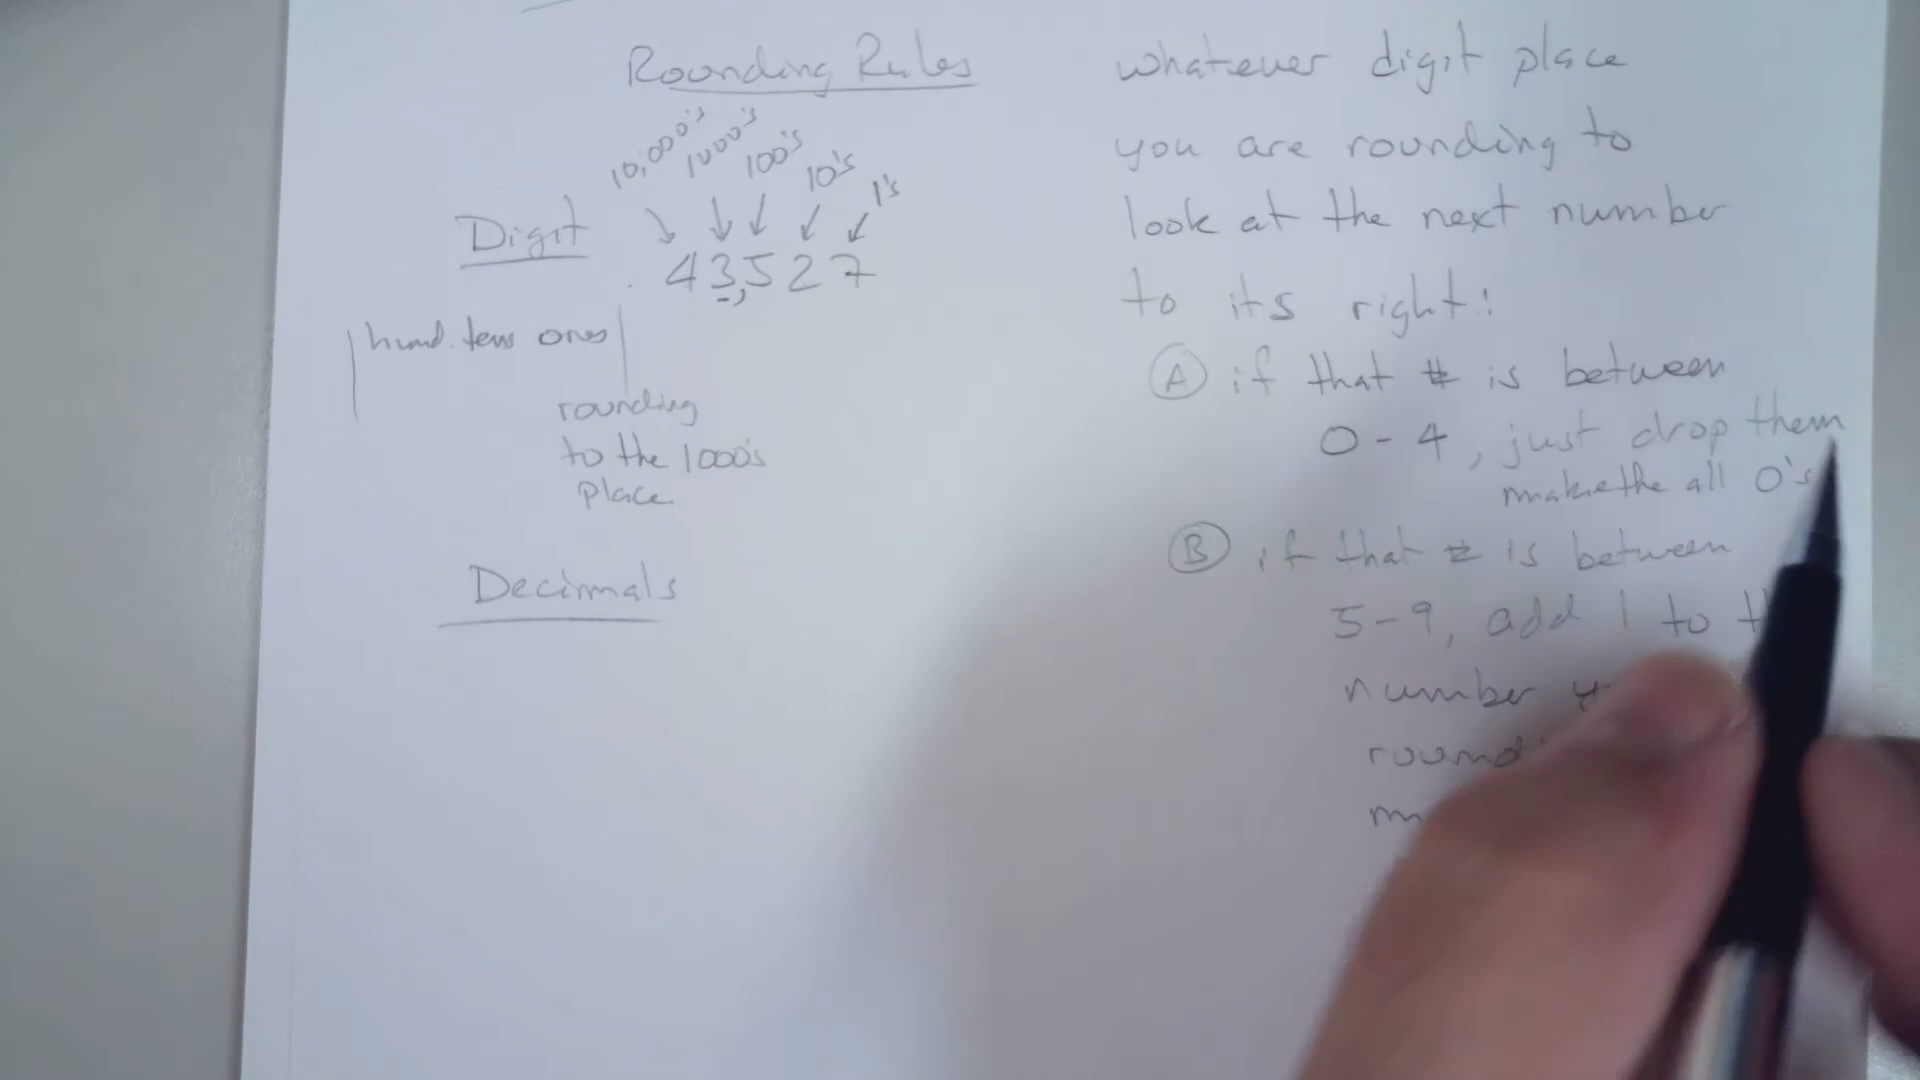 Rounding Rules
10,000's 1000's 100's 10's 1's
Digit
43,527
hund. tens ones
rounding
to the 1000's
place
Decimals
whatever digit place
you are rounding to
look at the next number
to its right:
A if that # is between
0-4, just drop them
make the all 0's
B if that # is between
5-9, add 1 to
number